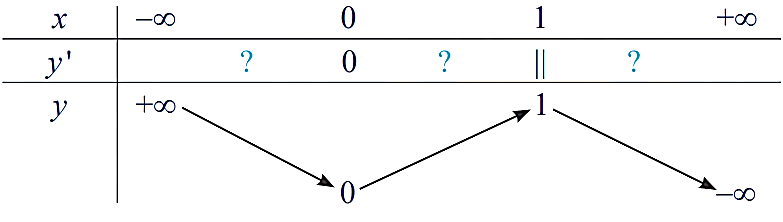 x −∞ 0 1 +∞
y' ? 0 ? || ?
y +∞ 1
0 −∞